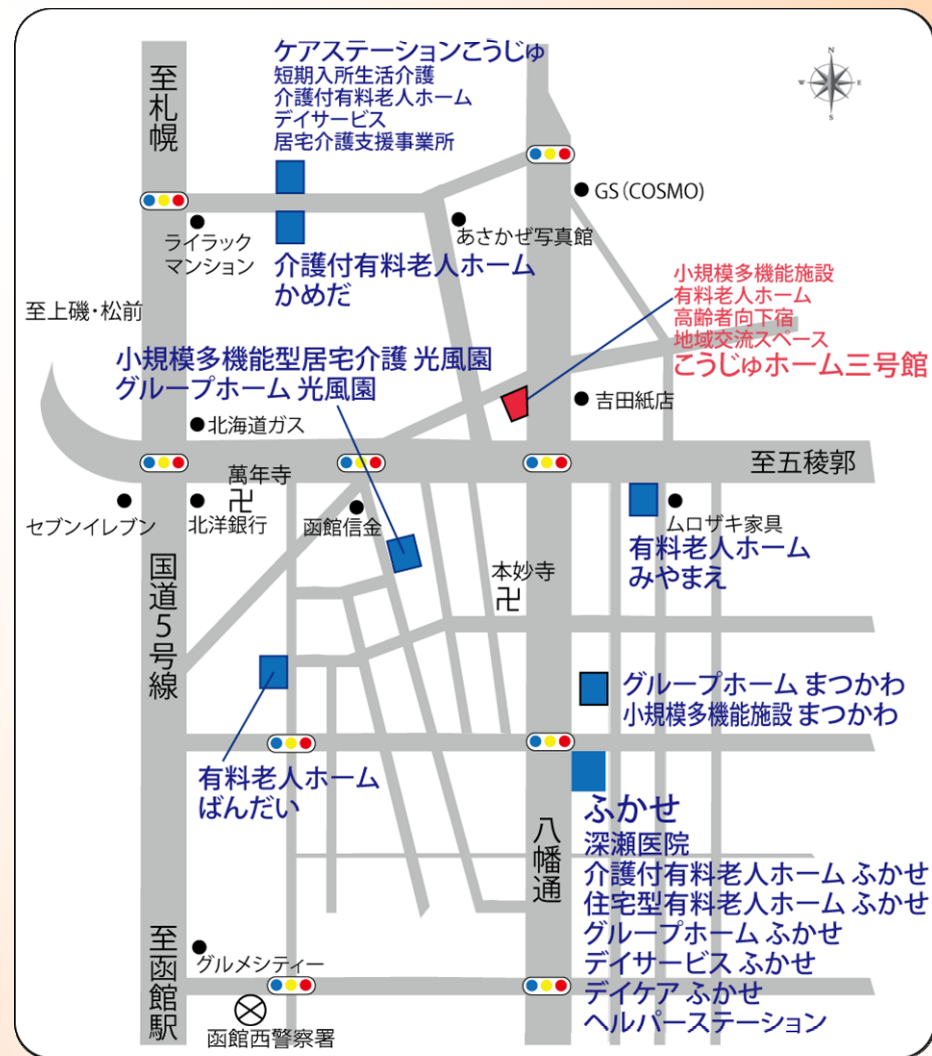 ケアステーションこうじゅ
短期入所生活介護
介護付有料老人ホーム
デイサービス
居宅介護支援事業所
至札幌
N
W
E
S
GS（COSMO）
ライラック
マンション
あさかぜ写真館
介護付有料老人ホーム
かめだ
小規模多機能施設
有料老人ホーム
高齢者向下宿
地域交流スペース
こうじゅホーム三号館
至上磯・松前
小規模多機能型居宅介護 光風園
グループホーム 光風園
吉田紙店
北海道ガス
至五稜郭
萬年寺
卍
セブンイレブン
北洋銀行
函館信金
ムロザキ家具
有料老人ホーム
みやまえ
本妙寺
卍
国道5号線
グループホーム まつかわ
小規模多機能施設 まつかわ
有料老人ホーム
ばんだい
八幡通
ふかせ
深瀬医院
介護付有料老人ホーム ふかせ
住宅型有料老人ホーム ふかせ
グループホーム ふかせ
デイサービス ふかせ
デイケア ふかせ
ヘルパーステーション
至函館駅
グルメシティー
函館西警察署